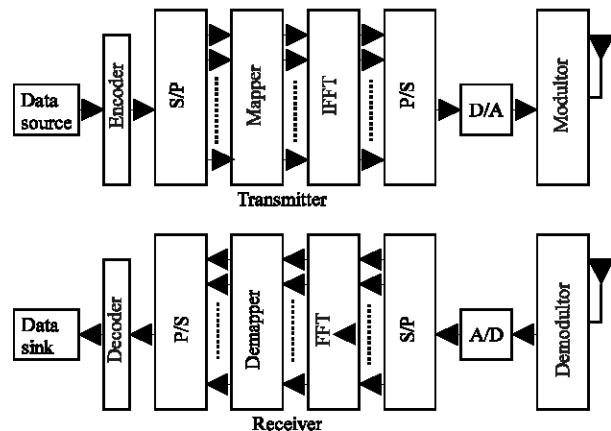 Data
source
Encoder
S/P
Mapper
IFFT
P/S
D/A
Modultor
Transmitter
Data
sink
Decoder
P/S
Demapper
FFT
S/P
A/D
Demodultor
Receiver